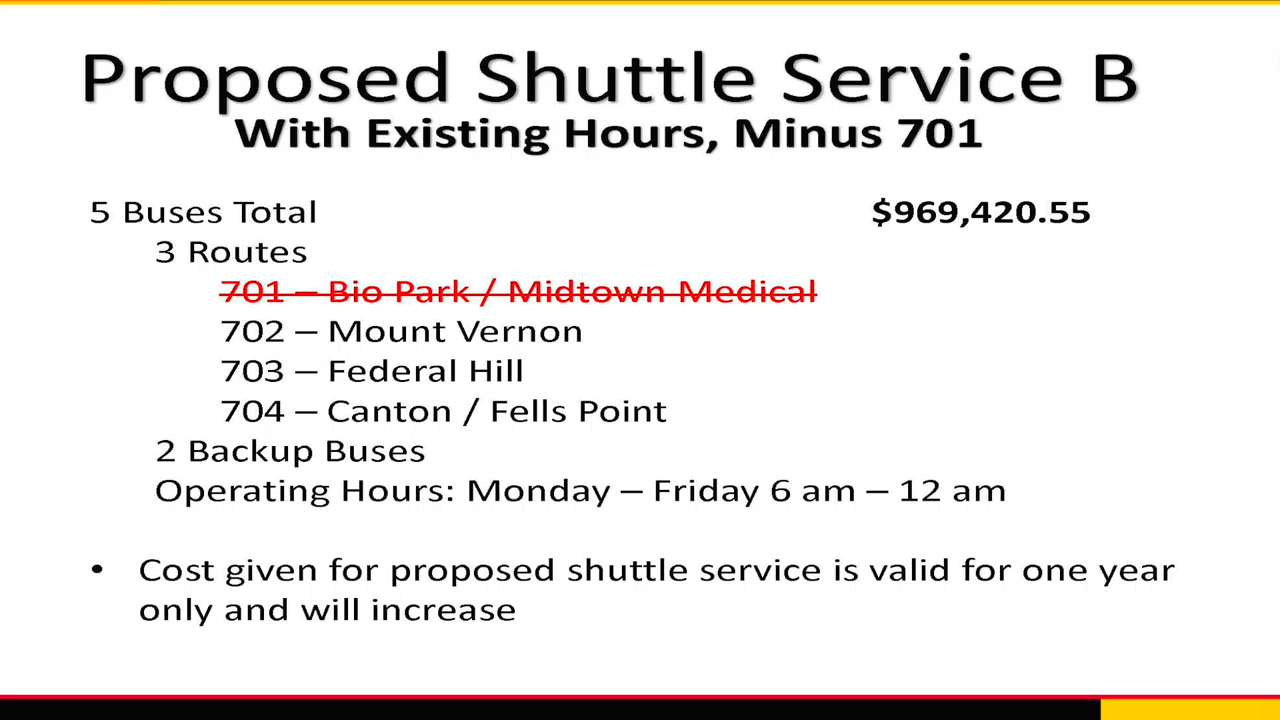 Proposed Shuttle Service B
With Existing Hours, Minus 701
5 Buses Total $969,420.55
3 Routes
701 – Bio Park / Midtown Medical
702 – Mount Vernon
703 – Federal Hill
704 – Canton / Fells Point
2 Backup Buses
Operating Hours: Monday – Friday 6 am – 12 am
• Cost given for proposed shuttle service is valid for one year
only and will increase